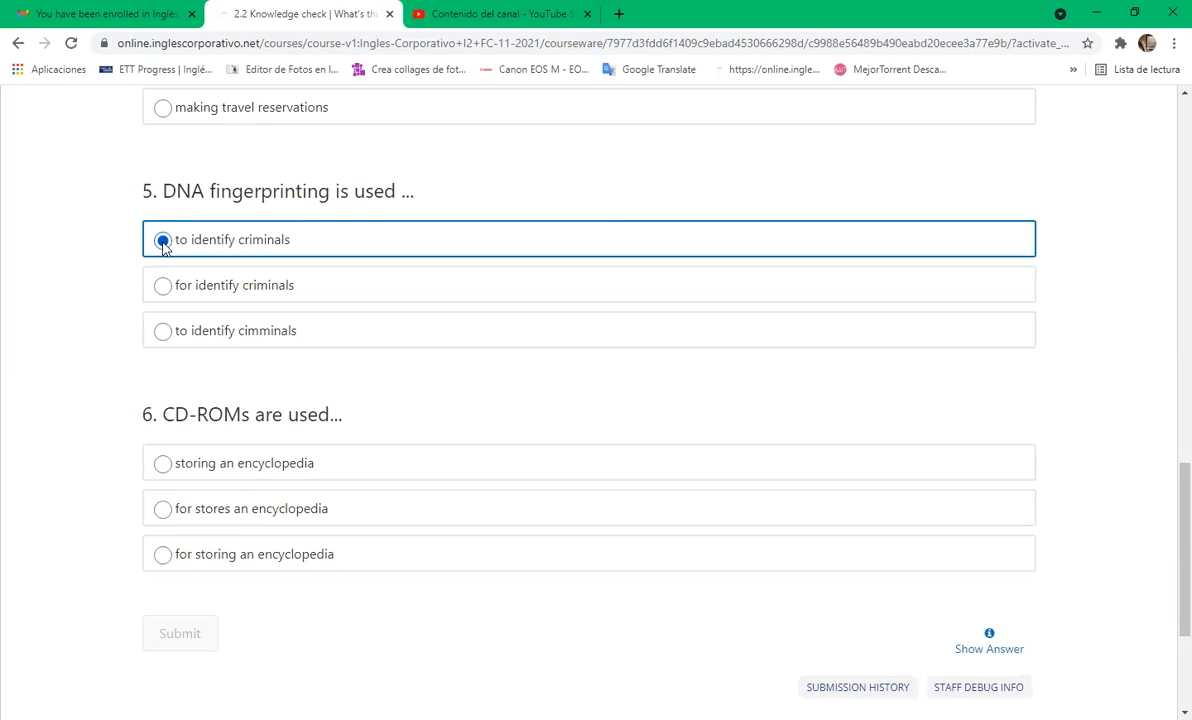 You have been enrolled in Inglés
2.2 Knowledge check | What's the
Contenido del canal - YouTube S
online.inglescorporativo.net/courses/course-v1:Ingles-Corporativo+I2+FC-11-2021/courseware/7977d3fdd6f1409c9ebad4530666298d/c9988e56489b490eabd20ecee3a77e9b/?activate_...
Aplicaciones
ETT Progress | Inglé...
Editor de Fotos en l...
Crea collages de fot...
Canon EOS M - EO...
Google Translate
https://online.ingle...
MejorTorrent Desca...
»
Lista de lectura
making travel reservations
5. DNA fingerprinting is used ...
to identify criminals
for identify criminals
to identify cimminals
6. CD-ROMs are used...
storing an encyclopedia
for stores an encyclopedia
for storing an encyclopedia
Submit
Show Answer
SUBMISSION HISTORY
STAFF DEBUG INFO